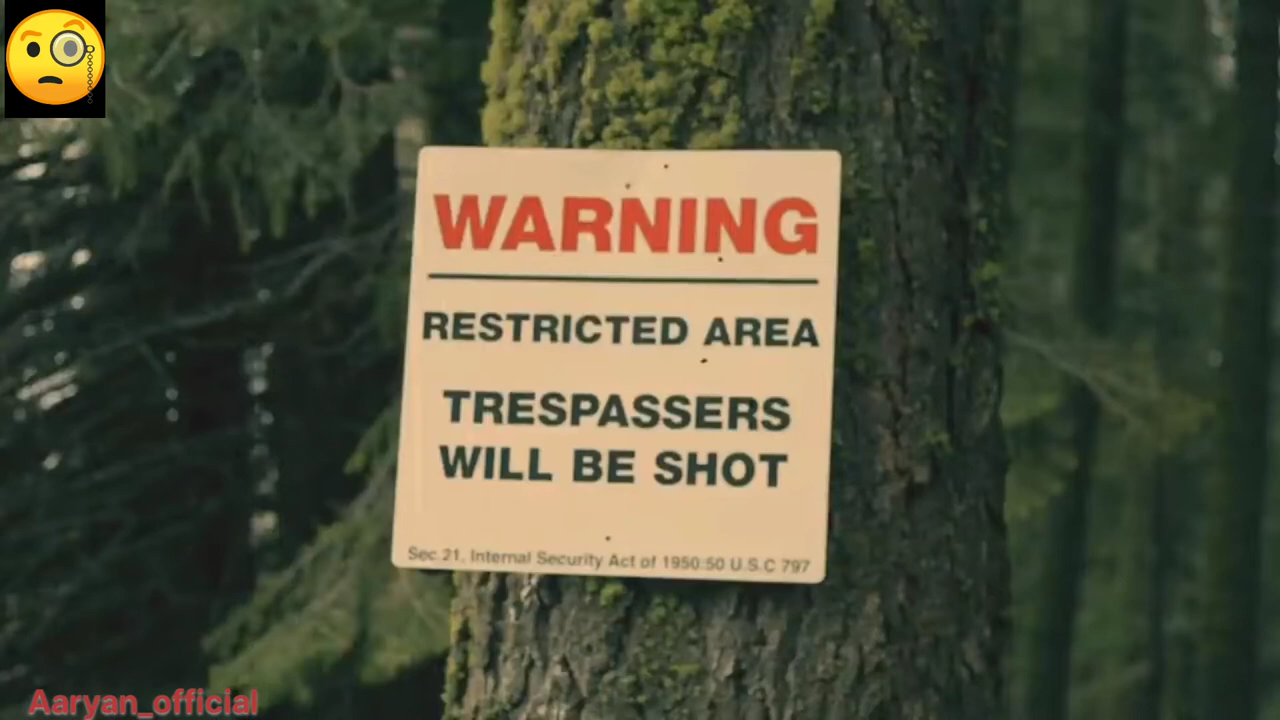 WARNING
RESTRICTED AREA
TRESPASSERS
WILL BE SHOT
Sec.21, Internal Security Act of 1950:50 U.S.C 797
Aaryan_official